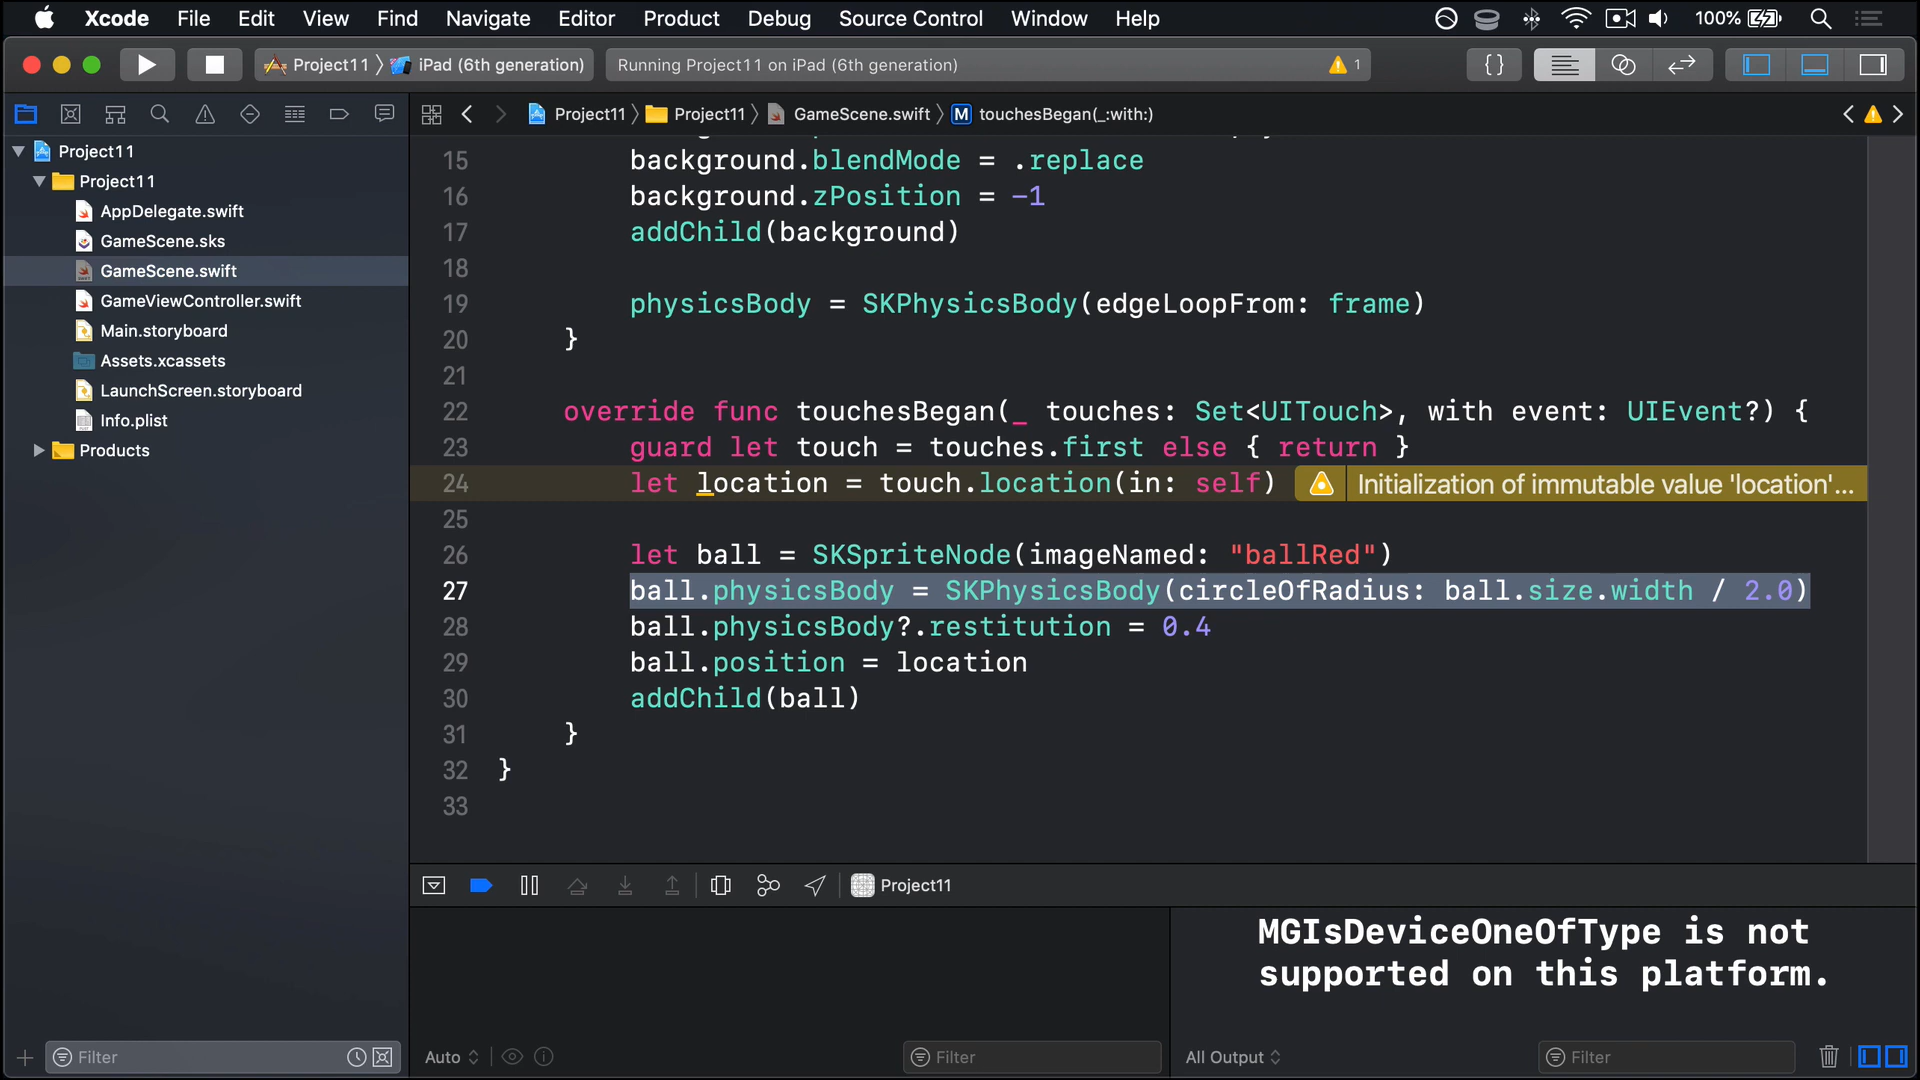 Xcode File Edit View Find Navigate Editor Product Debug Source Control Window Help 100%
Project11 iPad (6th generation) Running Project11 on iPad (6th generation) 1
Project11 Project11 GameScene.swift M touchesBegan(_:with:)
Project11
Project11
AppDelegate.swift
GameScene.sks
GameScene.swift
GameViewController.swift
Main.storyboard
Assets.xcassets
LaunchScreen.storyboard
Info.plist
Products
15 background.blendMode = .replace
16 background.zPosition = -1
17 addChild(background)
18
19 physicsBody = SKPhysicsBody(edgeLoopFrom: frame)
20 }
21
22 override func touchesBegan(_ touches: Set<UITouch>, with event: UIEvent?) {
23 guard let touch = touches.first else { return }
24 let location = touch.location(in: self) Initialization of immutable value 'location'...
25
26 let ball = SKSpriteNode(imageNamed: "ballRed")
27 ball.physicsBody = SKPhysicsBody(circleOfRadius: ball.size.width / 2.0)
28 ball.physicsBody?.restitution = 0.4
29 ball.position = location
30 addChild(ball)
31 }
32 }
33
Project11
MGIsDeviceOneOfType is not
supported on this platform.
Filter Auto Filter All Output Filter